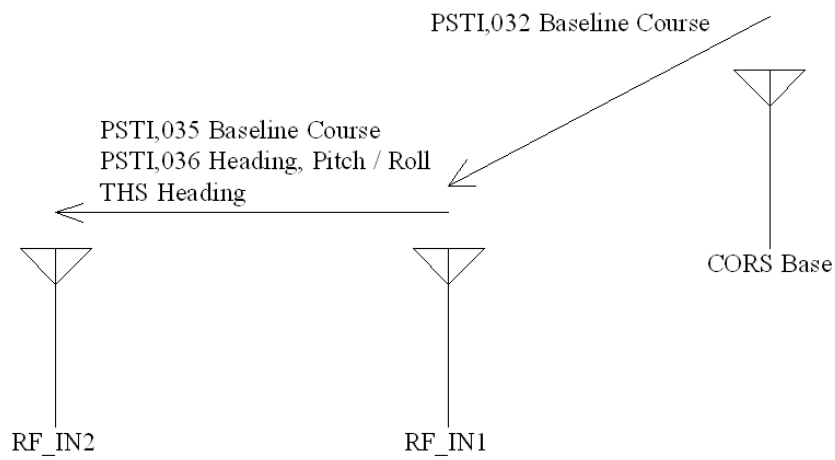 PSTI,032 Baseline Course
PSTI,035 Baseline Course
PSTI,036 Heading, Pitch / Roll
THS Heading
CORS Base
RF_IN2
RF_IN1